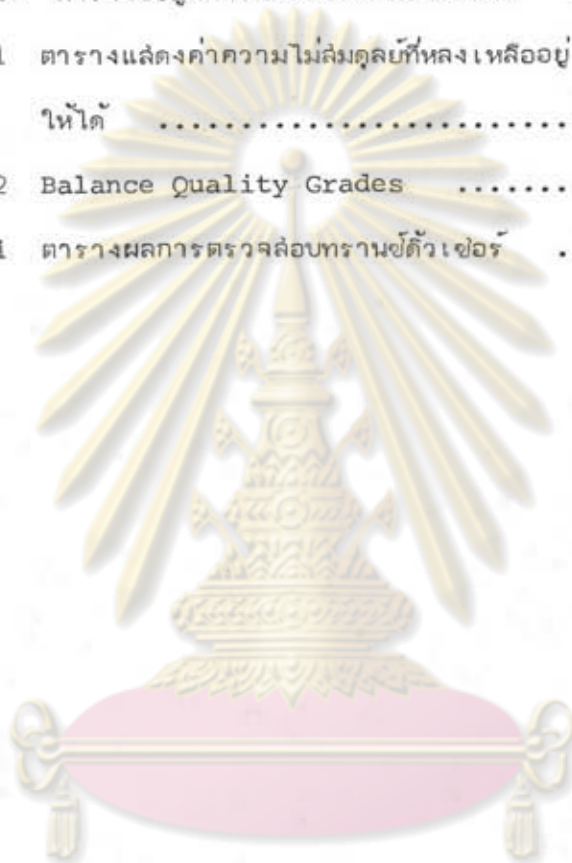 1 ตารางแสดงค่าความไม่สมดุลย์ที่หลงเหลืออยู่
ให้ได้ ..........................
2 Balance Quality Grades .......
1 ตารางผลการตรวจสอบทรานซ์ดิวเซอร์ .